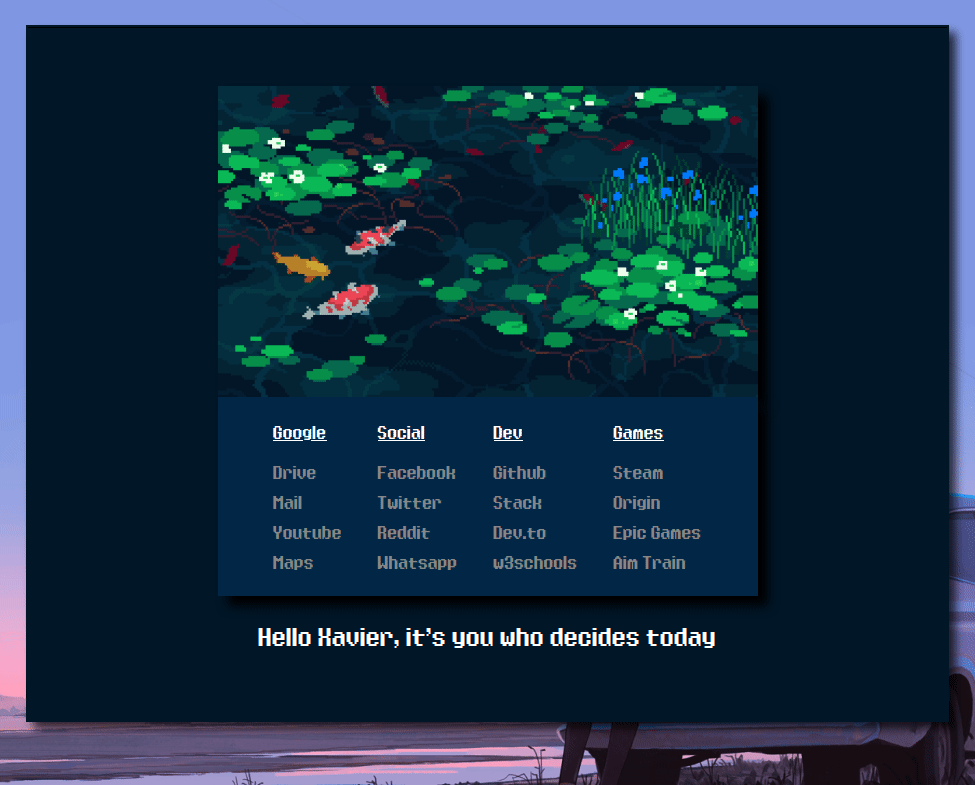 Google Social Dev Games
Drive Facebook Github Steam
Mail Twitter Stack Origin
Youtube Reddit Dev.to Epic Games
Maps Whatsapp w3schools Aim Train
Hello Xavier, it's you who decides today